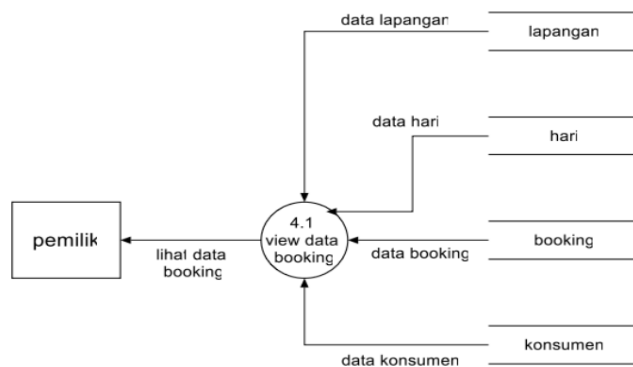 data lapangan
lapangan
data hari
hari
4.1
view data
booking
pemilik
lihat data
booking
data booking
booking
data konsumen
konsumen